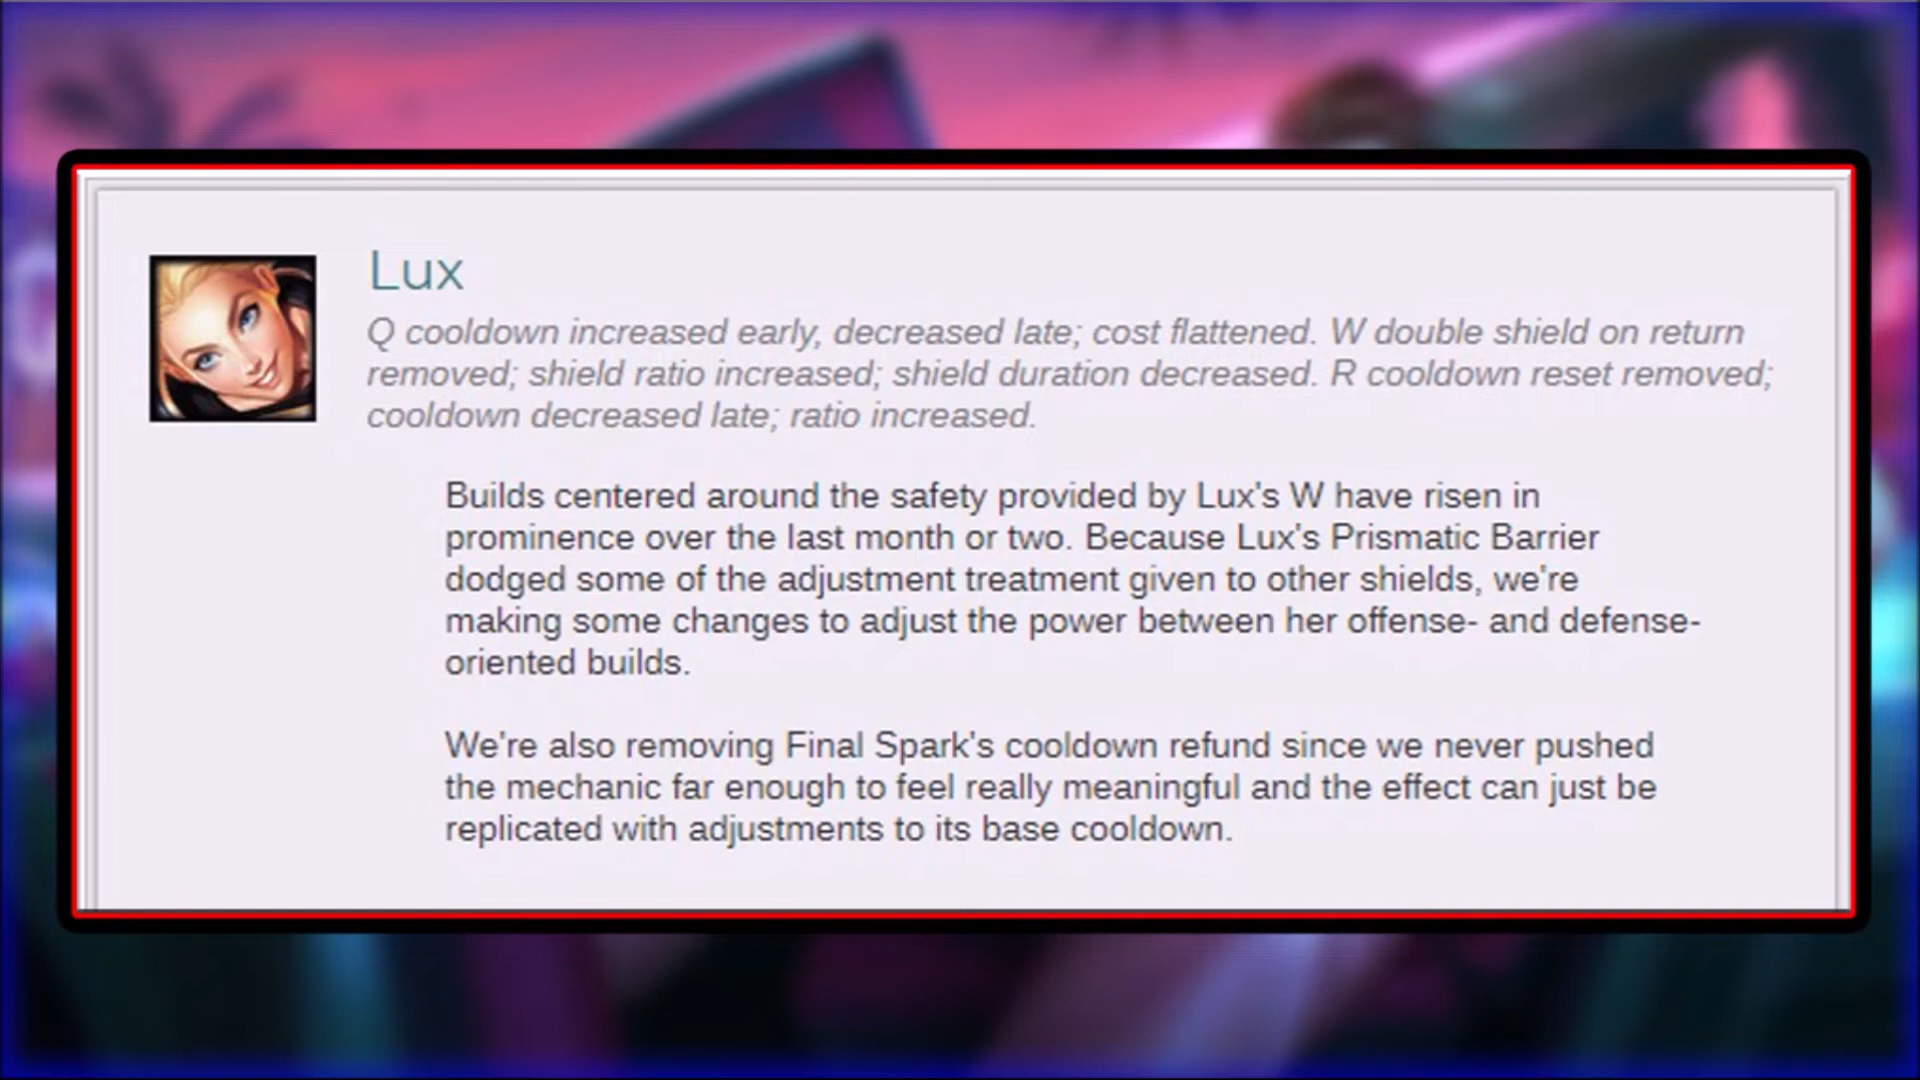 Lux
Q cooldown increased early, decreased late; cost flattened. W double shield on return
removed; shield ratio increased; shield duration decreased. R cooldown reset removed;
cooldown decreased late; ratio increased.
Builds centered around the safety provided by Lux's W have risen in
prominence over the last month or two. Because Lux's Prismatic Barrier
dodged some of the adjustment treatment given to other shields, we're
making some changes to adjust the power between her offense- and defense-
oriented builds.
We're also removing Final Spark's cooldown refund since we never pushed
the mechanic far enough to feel really meaningful and the effect can just be
replicated with adjustments to its base cooldown.